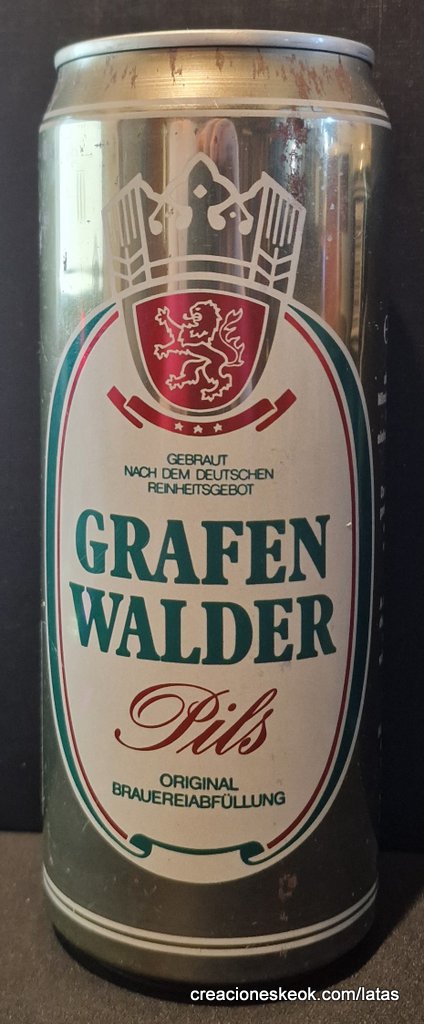 GEBRAUT
NACH DEM DEUTSCHEN
REINHEITSGEBOT
GRAFEN
WALDER
Pils
ORIGINAL
BRAUEREIABFÜLLUNG
creacioneskeok.com/latas